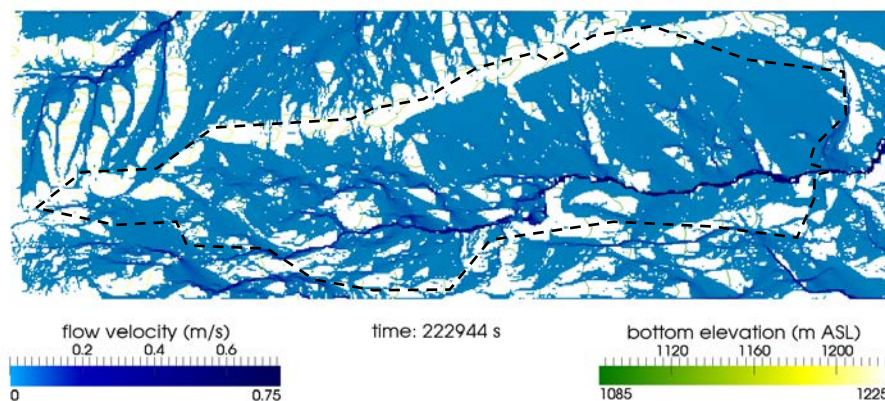 flow velocity (m/s)
0.2 0.4 0.6
0 0.75
time: 222944 s
bottom elevation (m ASL)
1120 1160 1200
1085 1225